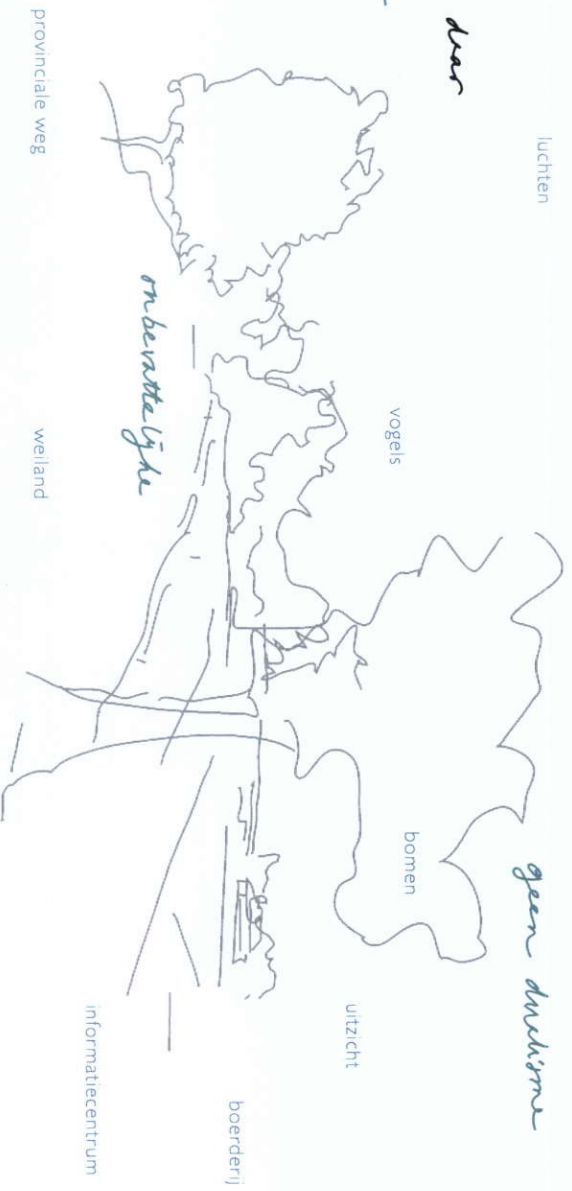 luchten
geen dualisme
daar
vogels
bomen
uitzicht
boerderij
onbevattelijke
informatiecentrum
provinciale weg
weiland